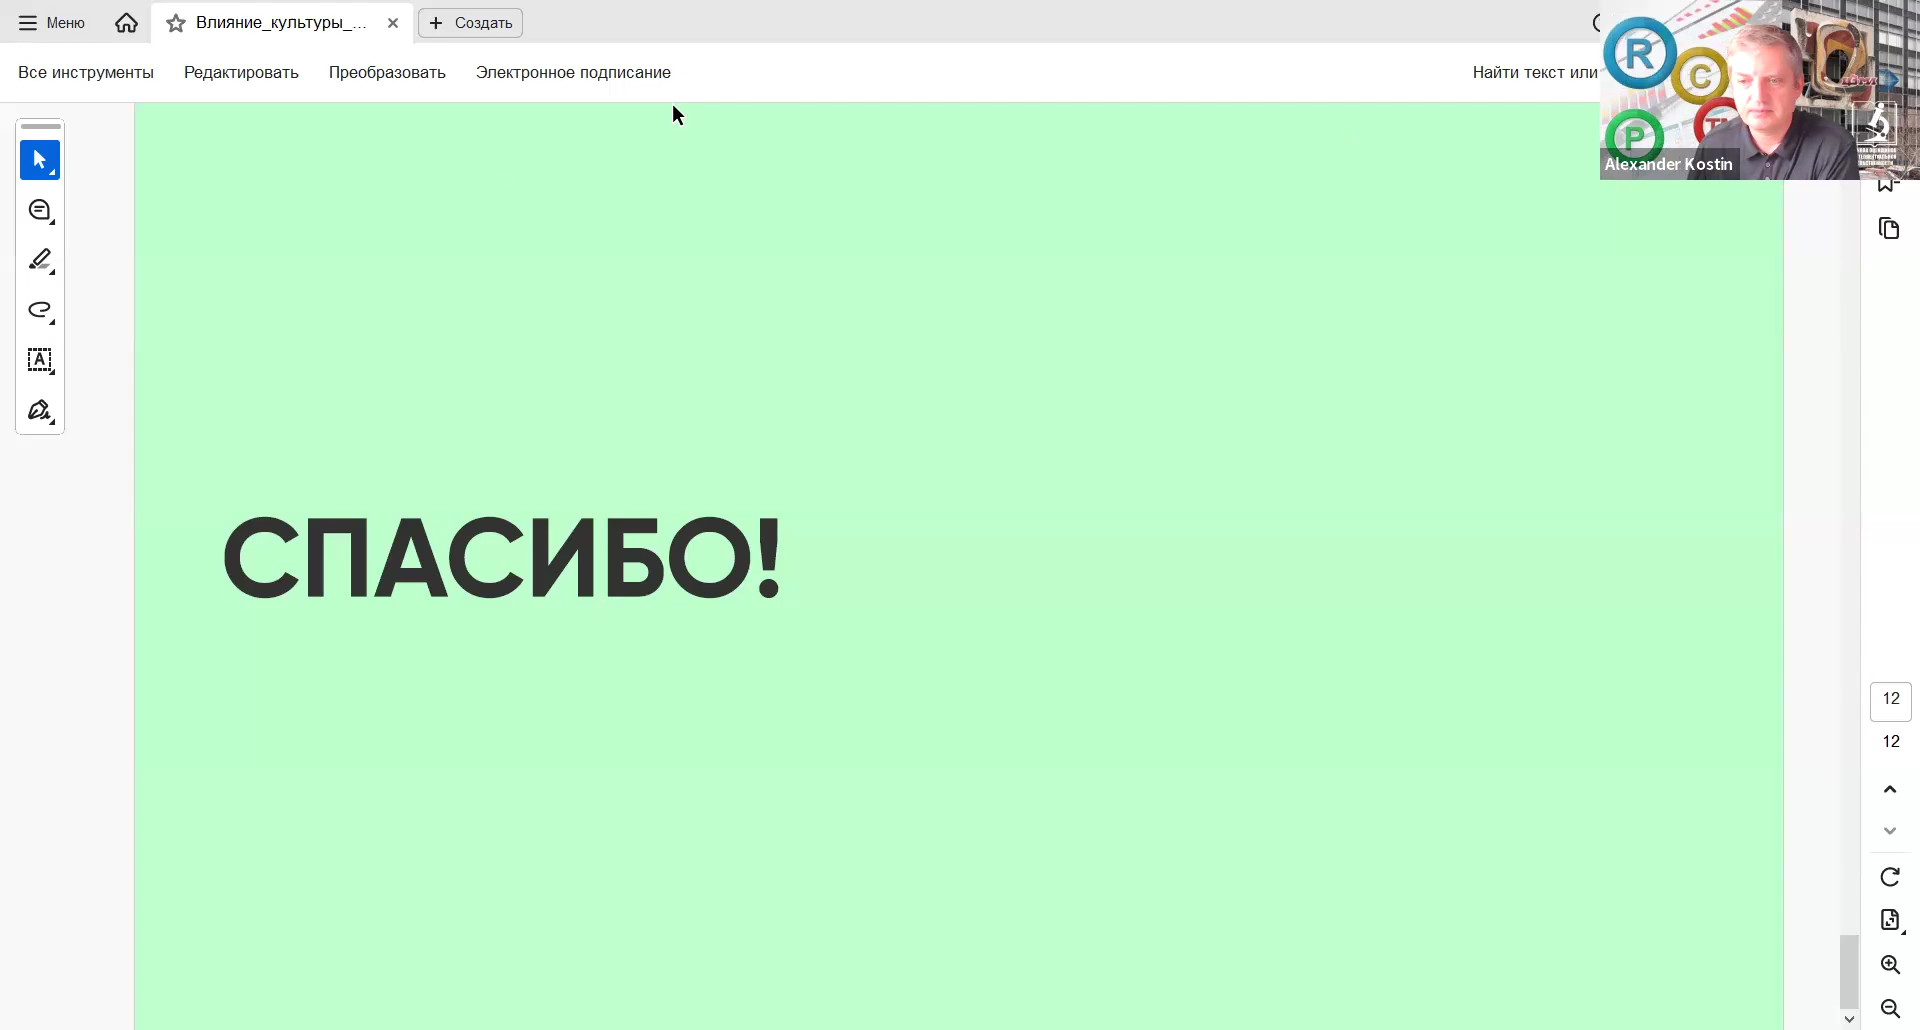 Меню
Влияние_культуры_...
Создать
Все инструменты
Редактировать
Преобразовать
Электронное подписание
Найти текст или
R
C
P
Alexander Kostin
СПАСИБО!
12
12